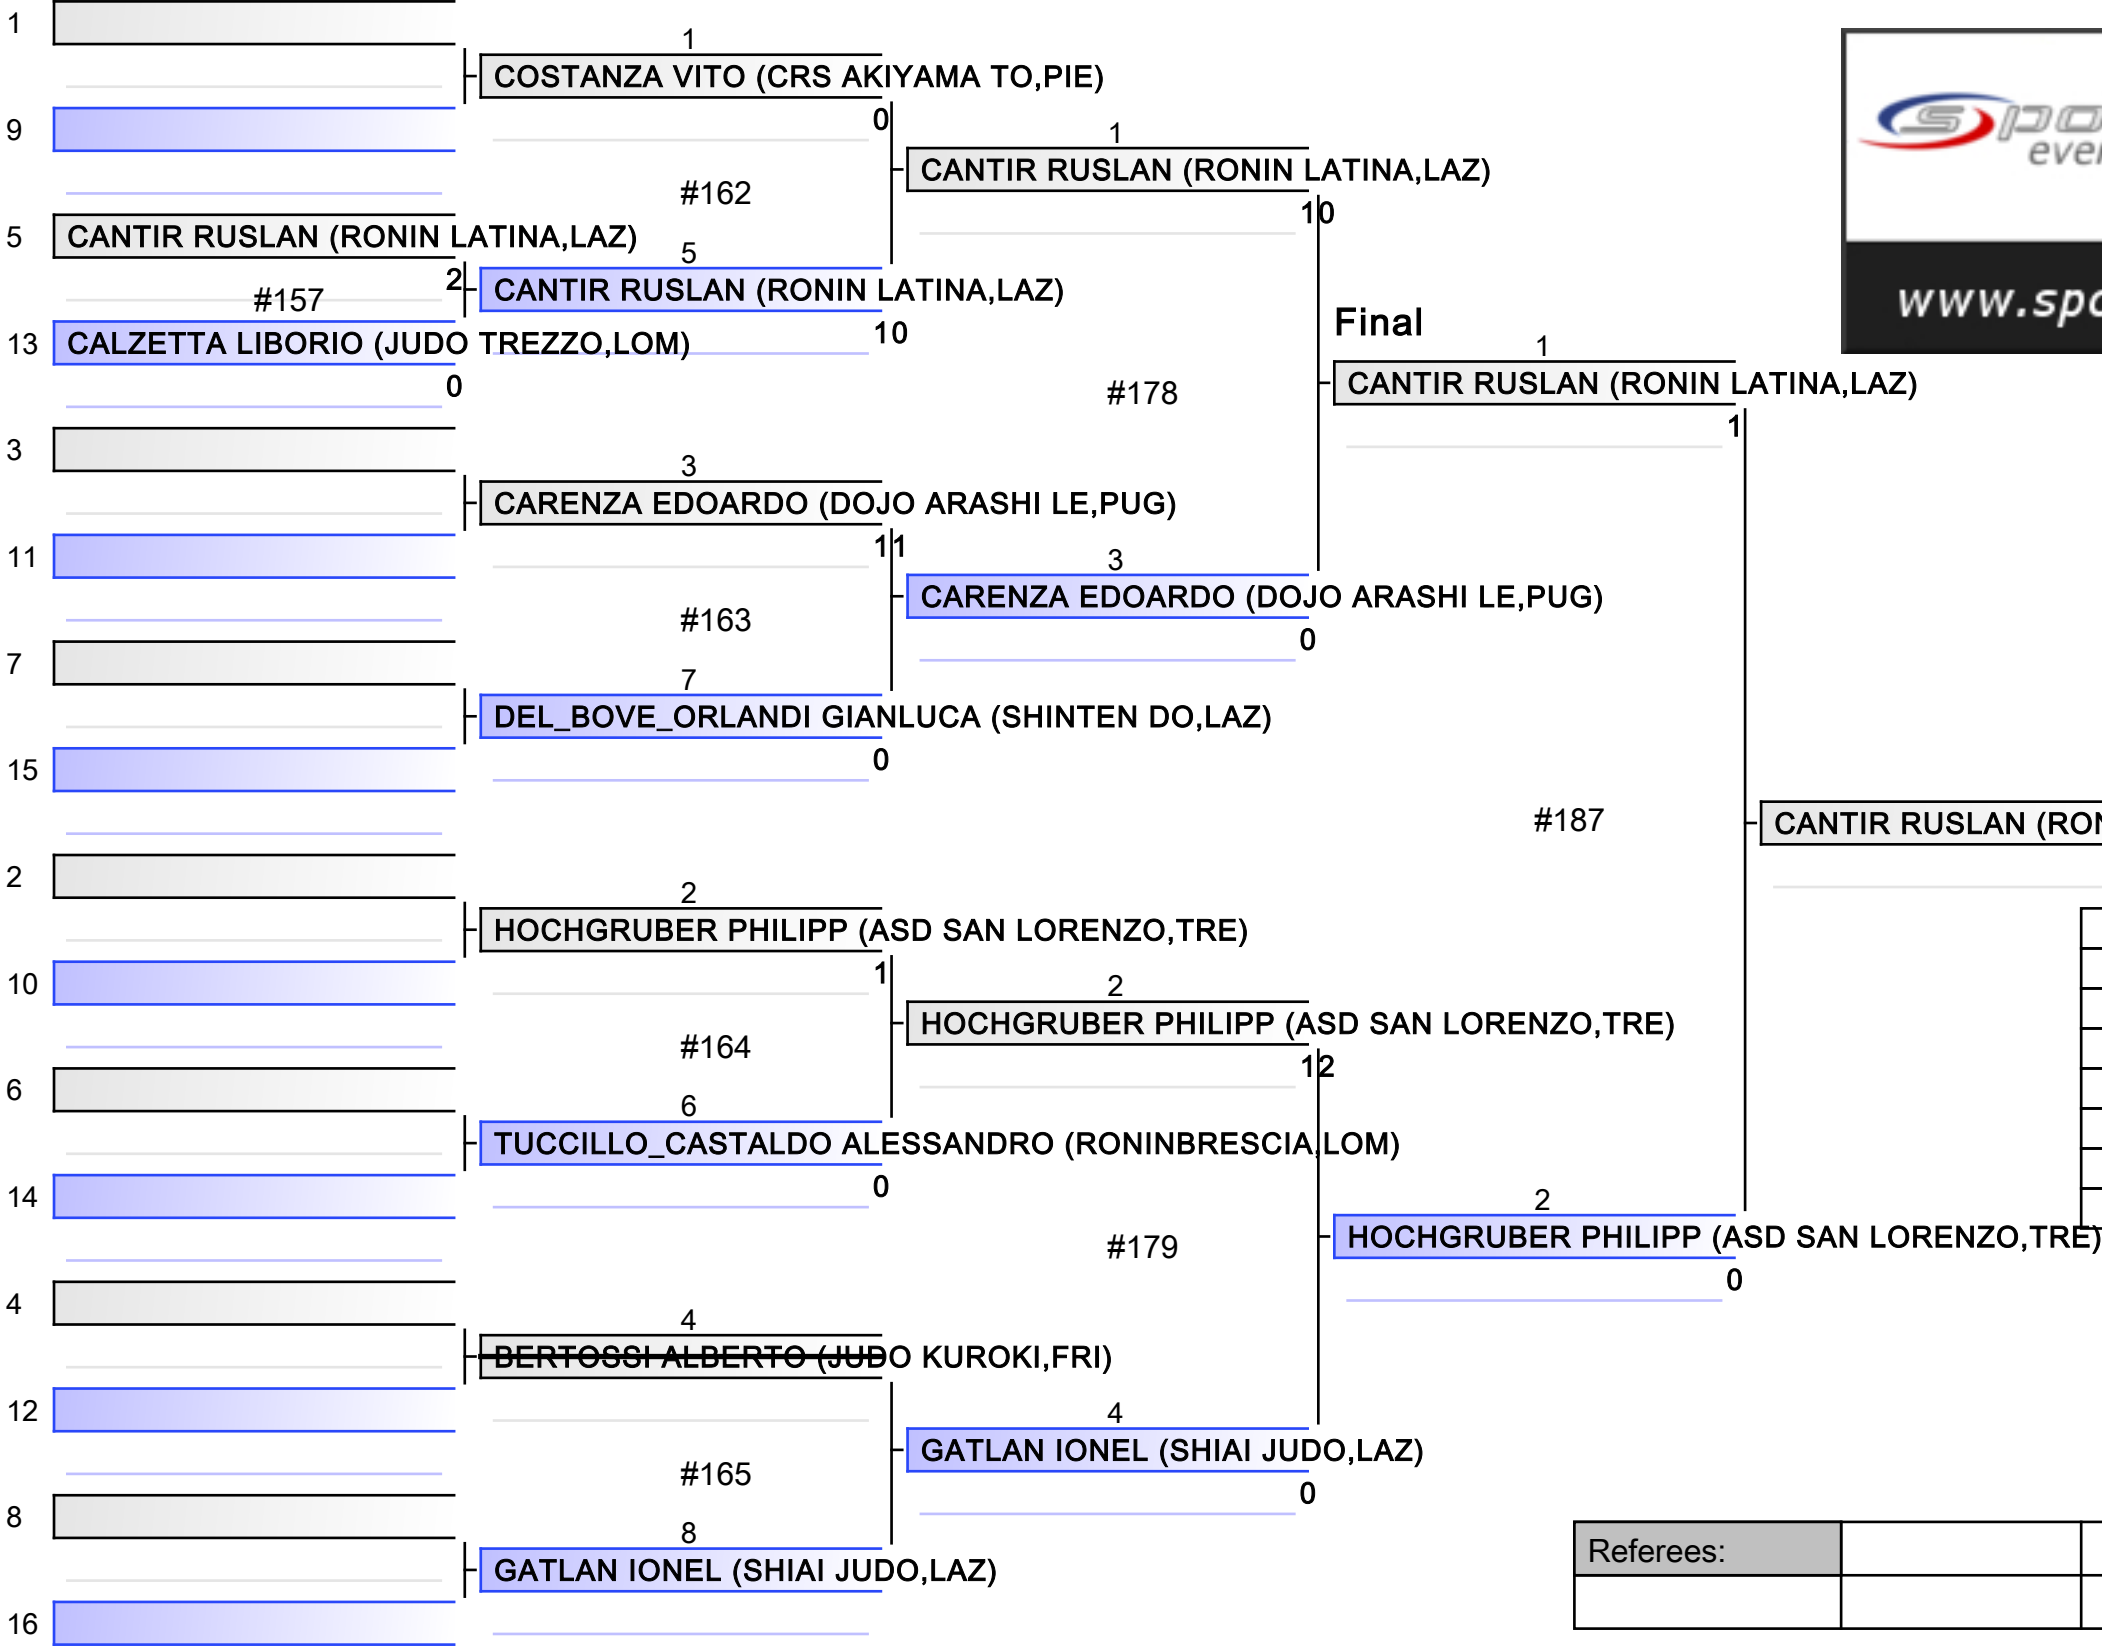 1
1
COSTANZA VITO (CRS AKIYAMA TO,PIE)
0
9
1
CANTIR RUSLAN (RONIN LATINA,LAZ)
10
#162
5
CANTIR RUSLAN (RONIN LATINA,LAZ)
2
5
CANTIR RUSLAN (RONIN LATINA,LAZ)
10
#157
13
CALZETTA LIBORIO (JUDO TREZZO,LOM)
0
Final
1
CANTIR RUSLAN (RONIN LATINA,LAZ)
1
#178
3
3
CARENZA EDOARDO (DOJO ARASHI LE,PUG)
11
11
3
CARENZA EDOARDO (DOJO ARASHI LE,PUG)
0
#163
7
7
DEL_BOVE_ORLANDI GIANLUCA (SHINTEN DO,LAZ)
0
15
#187
CANTIR RUSLAN (RON
2
2
HOCHGRUBER PHILIPP (ASD SAN LORENZO,TRE)
1
10
2
HOCHGRUBER PHILIPP (ASD SAN LORENZO,TRE)
12
#164
6
6
TUCCILLO_CASTALDO ALESSANDRO (RONINBRESCIA,LOM)
0
14
2
HOCHGRUBER PHILIPP (ASD SAN LORENZO,TRE)
0
#179
4
4
BERTOSSI ALBERTO (JUDO KUROKI,FRI)
12
4
GATLAN IONEL (SHIAI JUDO,LAZ)
0
#165
8
8
GATLAN IONEL (SHIAI JUDO,LAZ)
16
Referees:
spo
ever
www.spo